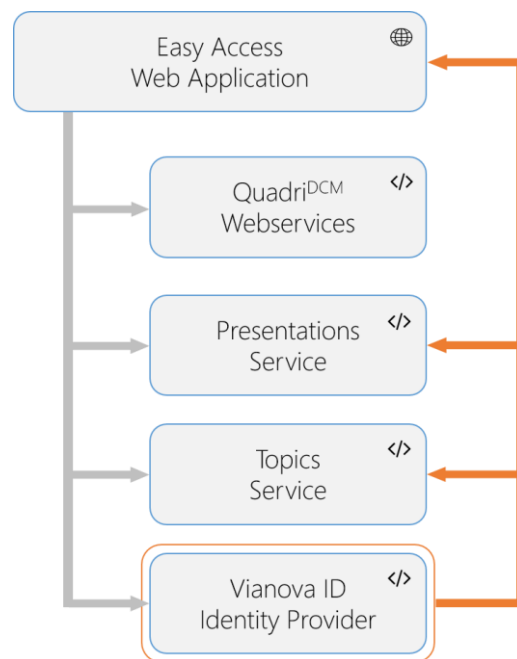 Easy Access
Web Application
QuadriDCM
Webservices
</>
Presentations
Service
</>
Topics
Service
</>
Vianova ID
Identity Provider
</>